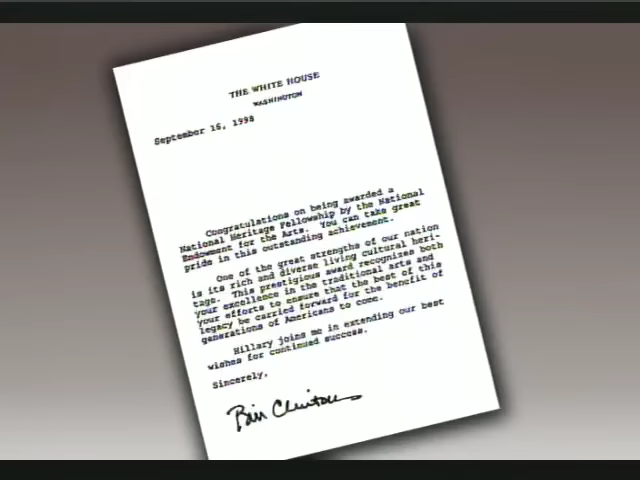 THE WHITE HOUSE
WASHINGTON
September 16, 1998
Congratulations on being awarded a
National Heritage Fellowship by the National
Endowment for the Arts. You can take great
pride in this outstanding achievement.
One of the great strengths of our nation
is its rich and diverse living cultural heri-
tage. This prestigious award recognizes both
your excellence in the traditional arts and
your efforts to ensure that the best of this
legacy be carried forward for the benefit of
generations of Americans to come.
Hillary joins me in extending our best
wishes for continued success.
Sincerely,
Bill Clinton